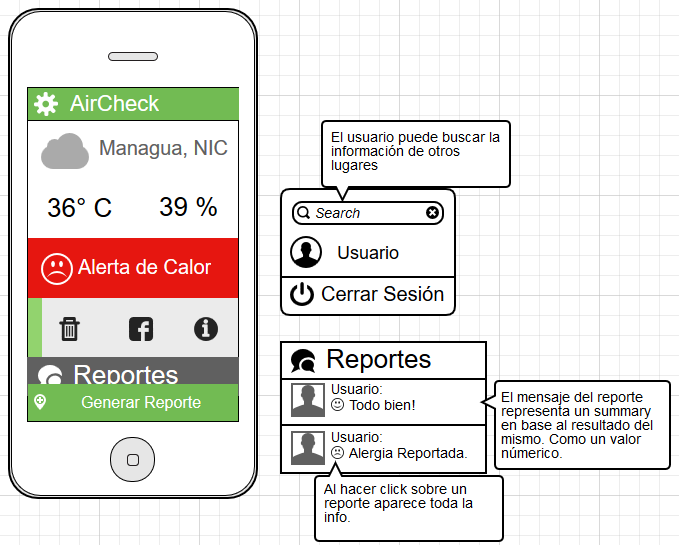 AirCheck
Managua, NIC
36° C
39 %
Alerta de Calor
Reportes
Generar Reporte
El usuario puede buscar la
información de otros
lugares
Search
Usuario
Cerrar Sesión
Reportes
Usuario:
Todo bien!
Usuario:
Alergia Reportada.
El mensaje del reporte
representa un summary
en base al resultado del
mismo. Como un valor
númerico.
Al hacer click sobre un
reporte aparece toda la
info.